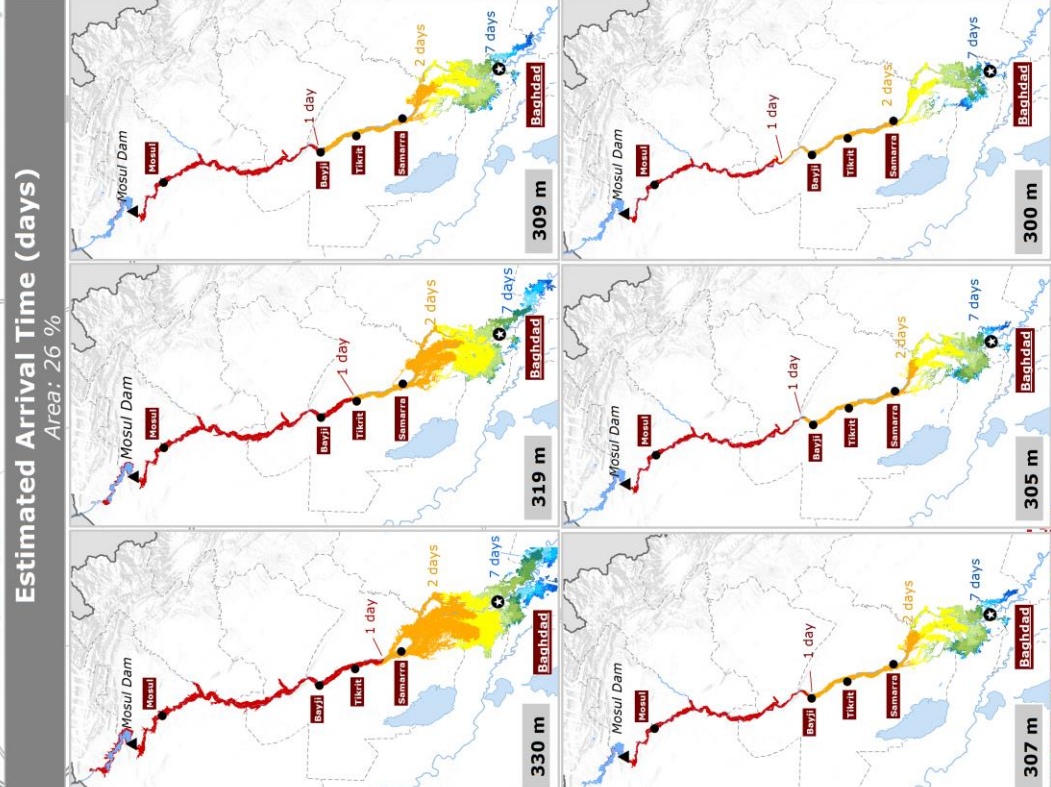 Estimated Arrival Time (days)
Area: 26 %
Mosul Dam
Mosul
Bayji
Tikrit
1 day
Samarra
2 days
7 days
330 m
Baghdad
Mosul Dam
Mosul
Bayji
1 day
Tikrit
Samarra
2 days
7 days
319 m
Baghdad
Mosul Dam
Mosul
1 day
Bayji
Tikrit
Samarra
2 days
7 days
309 m
Baghdad
Mosul Dam
Mosul
1 day
Bayji
Tikrit
Samarra
2 days
7 days
307 m
Baghdad
Mosul Dam
Mosul
1 day
Bayji
Tikrit
Samarra
2 days
7 days
305 m
Baghdad
Mosul Dam
Mosul
1 day
Bayji
Tikrit
Samarra
2 days
7 days
300 m
Baghdad